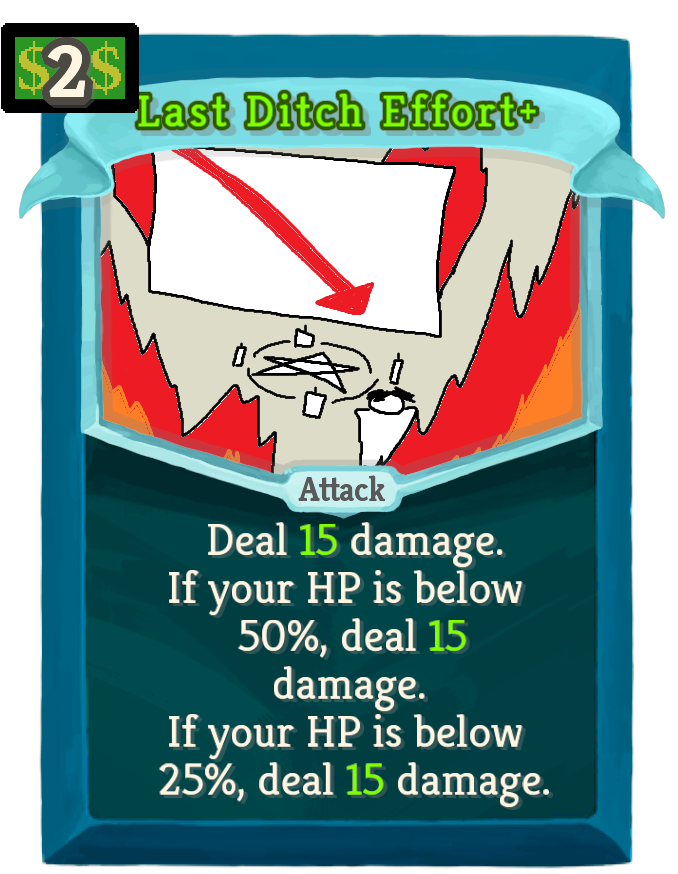 $2$
Last Ditch Effort+
Attack
Deal 15 damage.
If your HP is below
50%, deal 15
damage.
If your HP is below
25%, deal 15 damage.